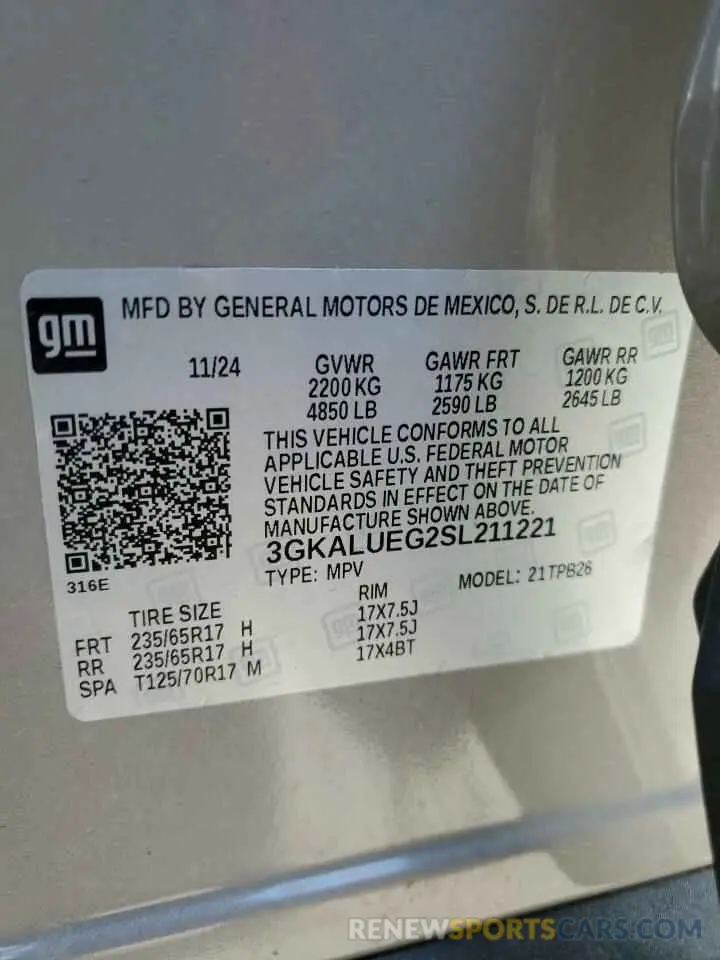 gm
MFD BY GENERAL MOTORS DE MEXICO, S. DE R.L. DE C.V.
11/24 GVWR GAWR FRT GAWR RR
2200 KG 1175 KG 1200 KG
4850 LB 2590 LB 2645 LB
THIS VEHICLE CONFORMS TO ALL
APPLICABLE U.S. FEDERAL MOTOR
VEHICLE SAFETY AND THEFT PREVENTION
STANDARDS IN EFFECT ON THE DATE OF
MANUFACTURE SHOWN ABOVE.
3GKALUEG2SL211221
316E
TYPE: MPV MODEL: 21TPB26
TIRE SIZE RIM
FRT 235/65R17 H 17X7.5J
RR 235/65R17 H 17X7.5J
SPA T125/70R17 M 17X4BT
RENEWSPORTSCARS.COM